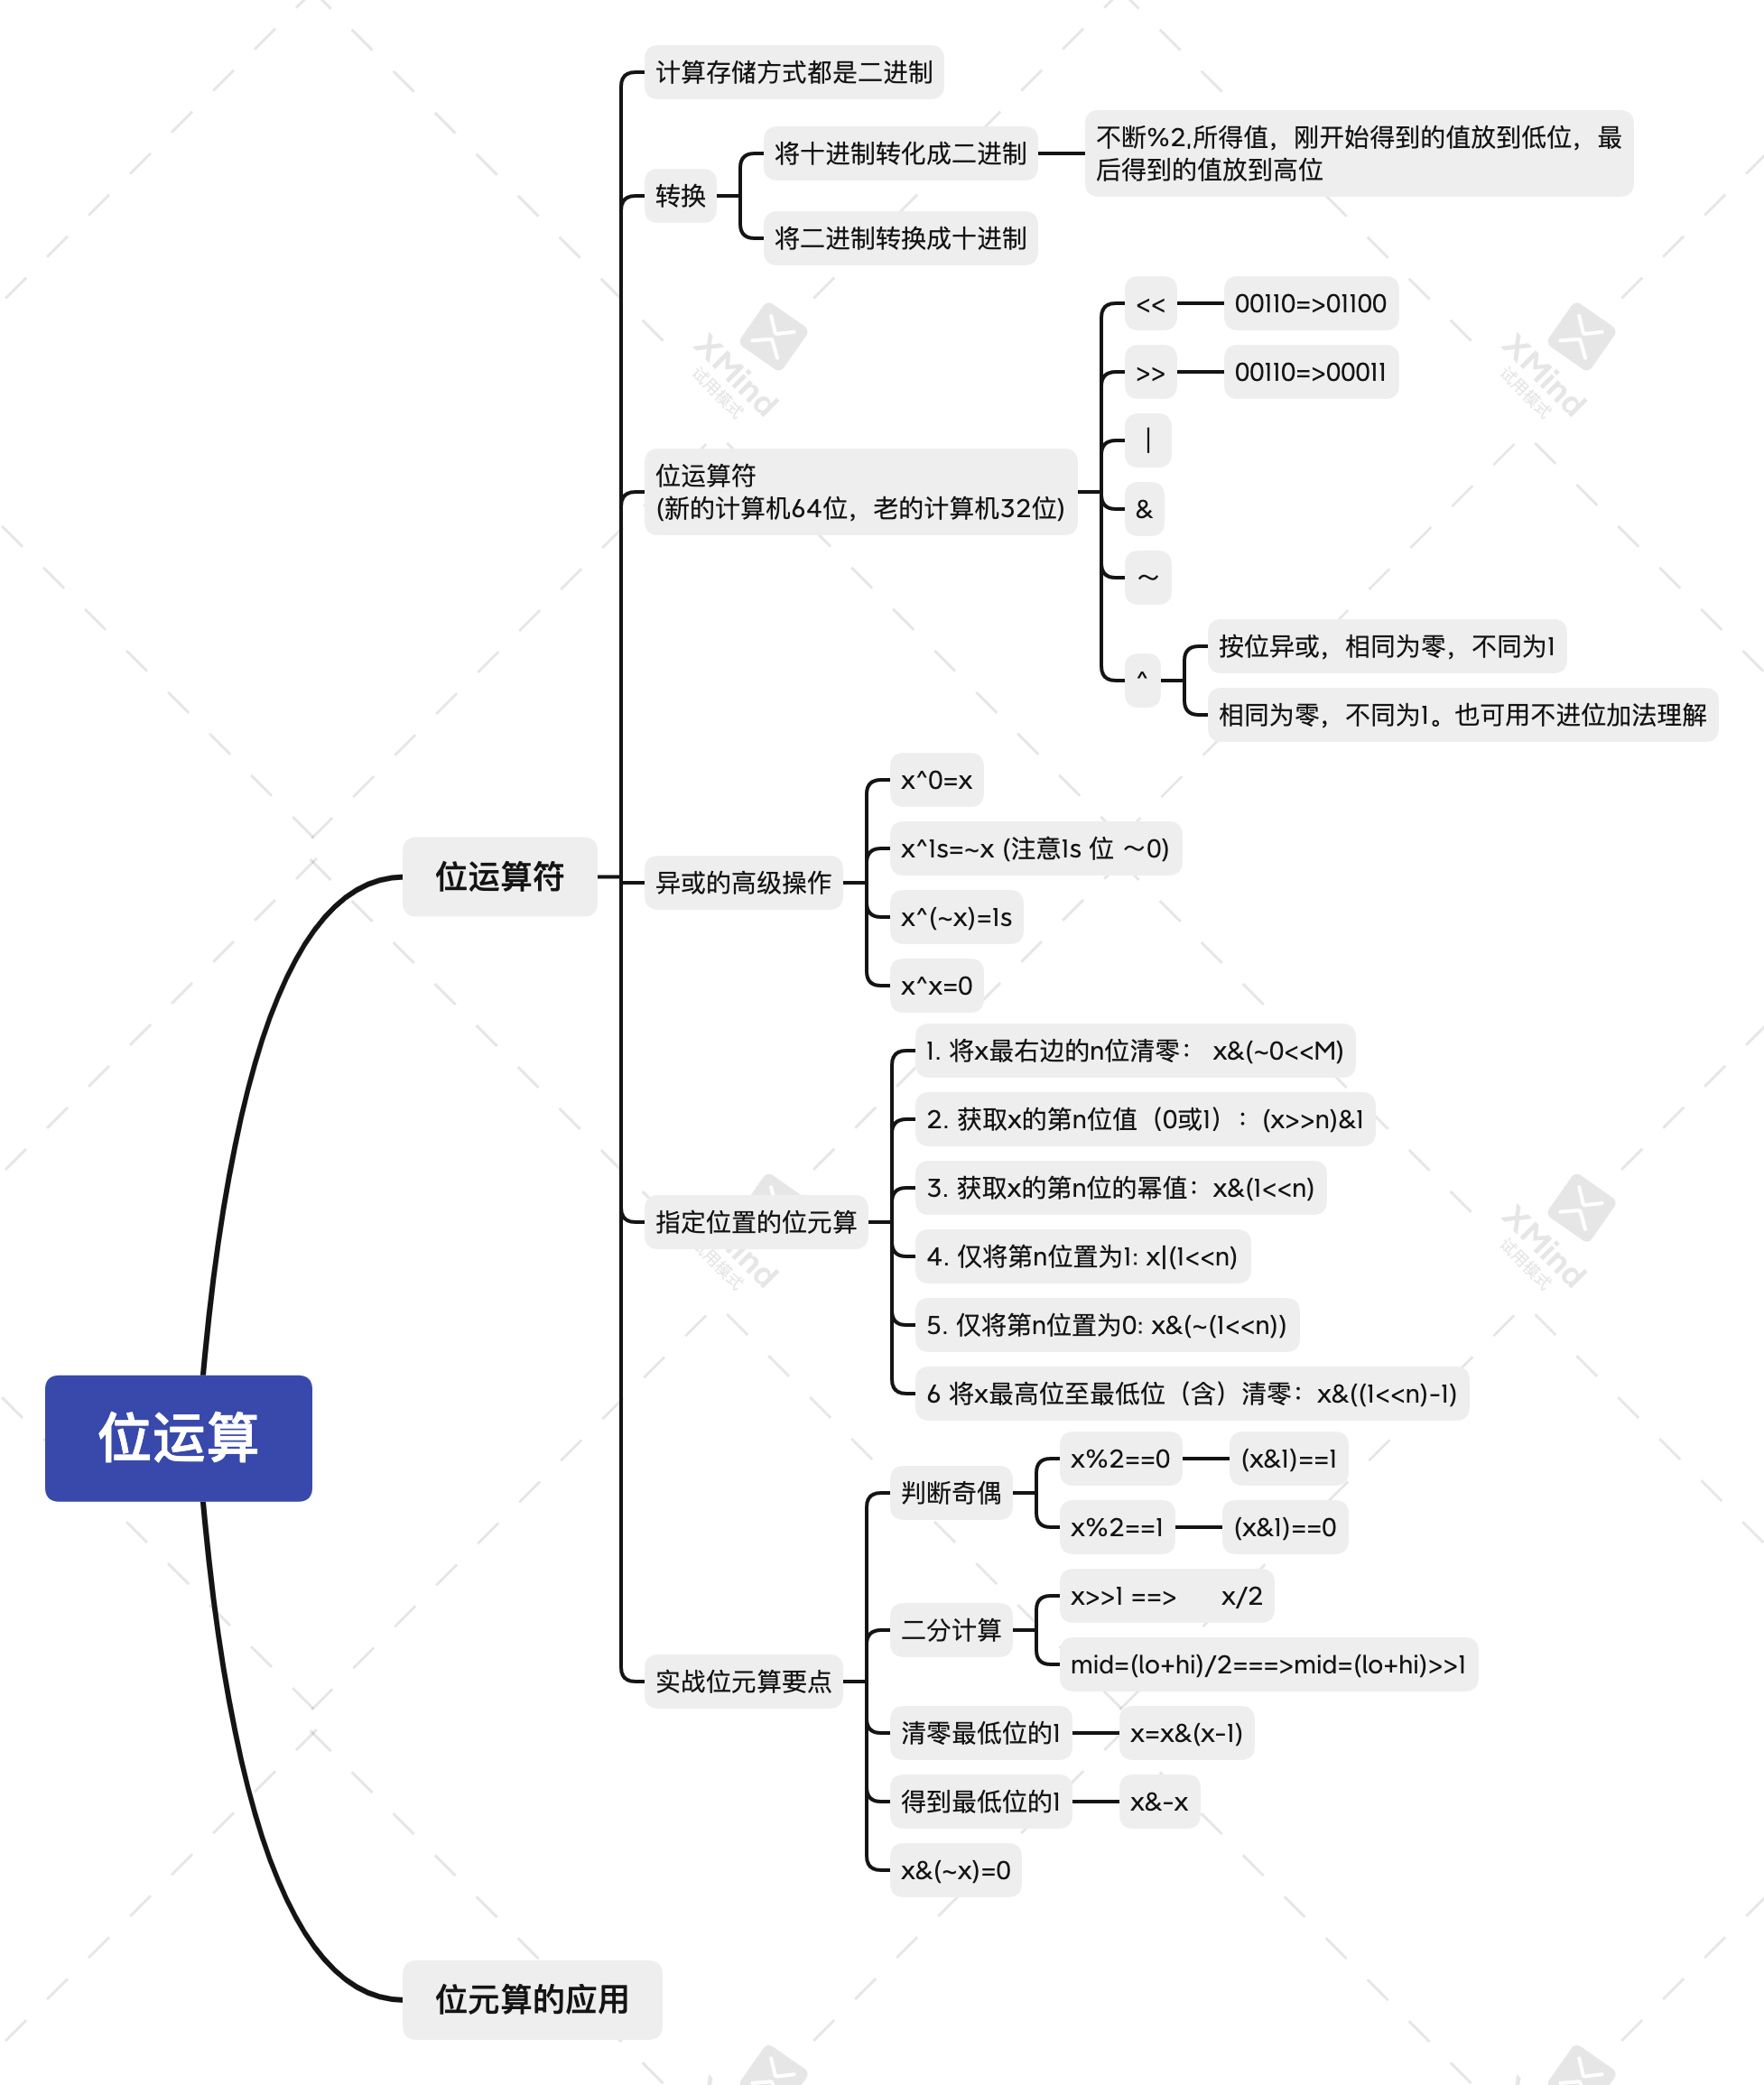 计算存储方式都是二进制
将十进制转化成二进制
不断%2,所得值，刚开始得到的值放到低位，最
后得到的值放到高位
转换
将二进制转换成十进制
<<
00110=>01100
>>
00110=>00011
|
位运算符
(新的计算机64位，老的计算机32位)
&
～
^
按位异或，相同为零，不同为1
相同为零，不同为1。也可用不进位加法理解
x^0=x
x^1s=~x (注意1s 位 ～0)
位运算符
异或的高级操作
x^(~x)=1s
x^x=0
1. 将x最右边的n位清零： x&(~0<<M)
2. 获取x的第n位值（0或1）：(x>>n)&1
3. 获取x的第n位的幂值：x&(1<<n)
指定位置的位元算
4. 仅将第n位置为1: x|(1<<n)
5. 仅将第n位置为0: x&(~(1<<n))
6 将x最高位至最低位（含）清零：x&((1<<n)-1)
位运算
判断奇偶
x%2==0
(x&1)==1
x%2==1
(x&1)==0
二分计算
x>>1 ==> x/2
mid=(lo+hi)/2===>mid=(lo+hi)>>1
实战位元算要点
清零最低位的1
x=x&(x-1)
得到最低位的1
x&-x
x&(~x)=0
位元算的应用
XMind
试用模式
XMind
试用模式
XMind
试用模式